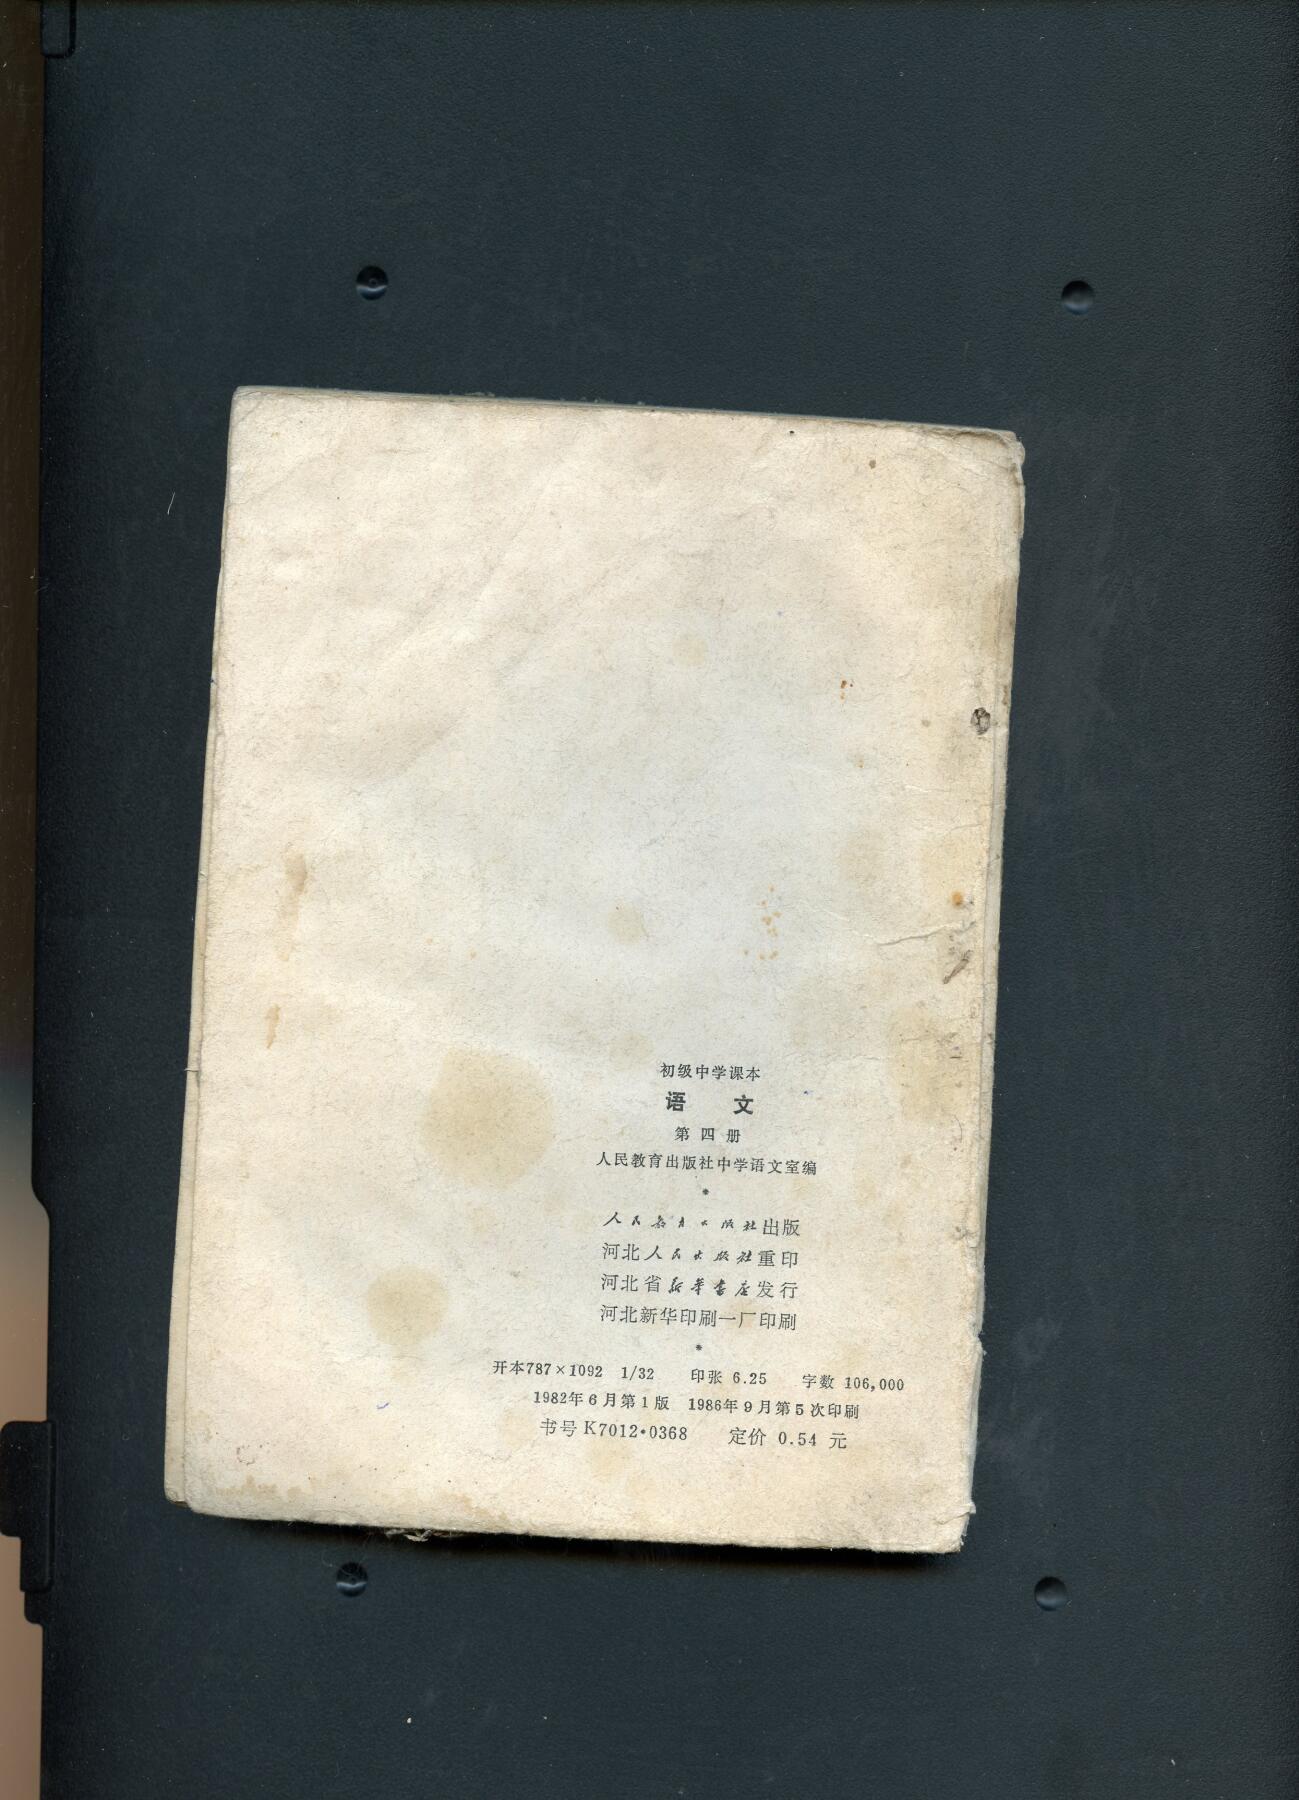 初级中学课本
语 文
第四册
人民教育出版社中学语文室编
*
人民教育出版社出版
河北人民出版社重印
河北省新华书店发行
河北新华印刷一厂印刷
*
开本787×1092 1/32 印张 6.25 字数 106,000
1982年6月第1版 1986年9月第5次印刷
书号 K7012·0368 定价 0.54 元